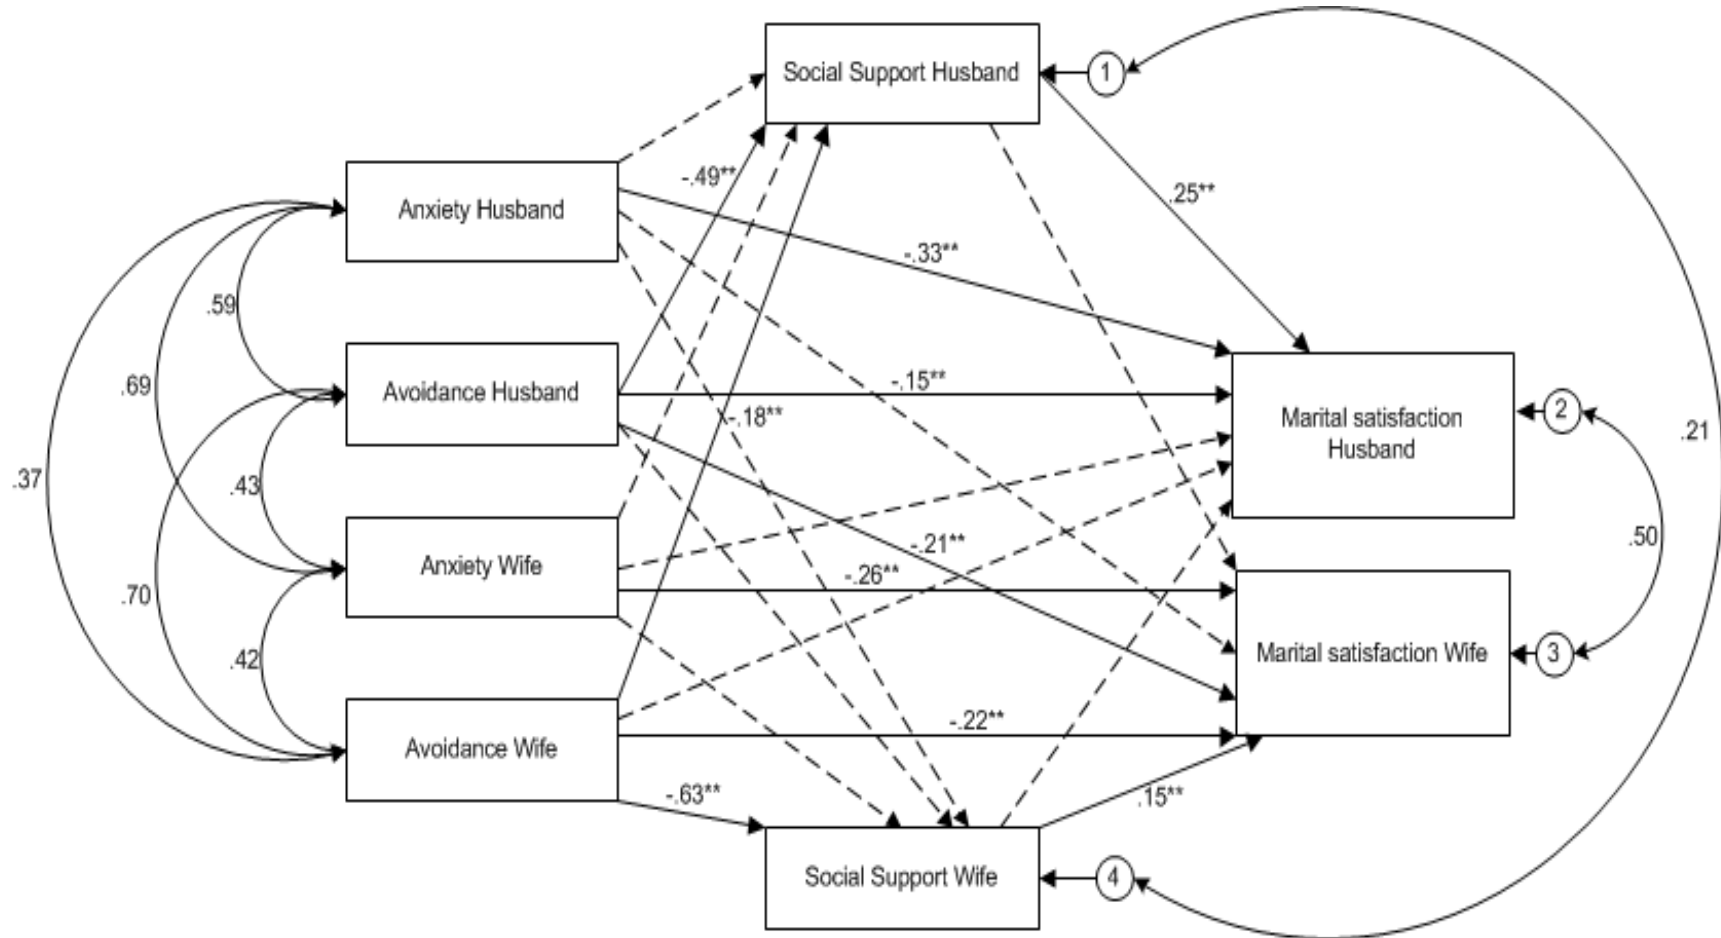 Social Support Husband
1
-.49**
.25**
Anxiety Husband
-.33**
.59
.69
Avoidance Husband
-.15**
-.18**
Marital satisfaction
Husband
2
.21
.37
.43
.50
Anxiety Wife
-.21**
-.26**
.70
.42
Marital satisfaction Wife
3
Avoidance Wife
-.22**
-.63**
.15**
Social Support Wife
4